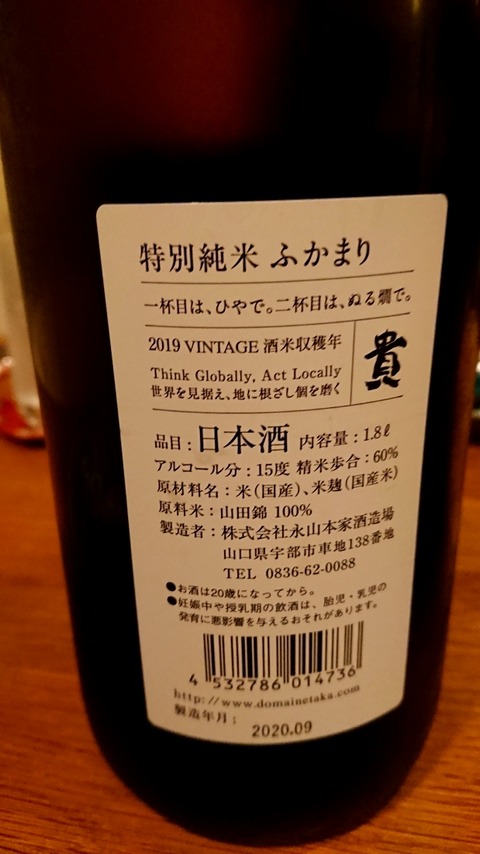 特別純米 ふかまり
一杯目は、ひやで。二杯目は、ぬる燗で。
2019 VINTAGE 酒米収穫年
Think Globally, Act Locally
世界を見据え、地に根ざし個を磨く
貴
品目：日本酒 内容量：1.8ℓ
アルコール分：15度 精米歩合：60%
原材料名：米（国産）、米麹（国産米）
原料米：山田錦 100%
製造者：株式会社永山本家酒造場
山口県宇部市車地138番地
TEL 0836-62-0088
●お酒は20歳になってから。
●妊娠中や授乳期の飲酒は、胎児・乳児の
発育に悪影響を与えるおそれがあります。
4 532786 014736
http://www.domainetaka.com
製造年月；
2020.09